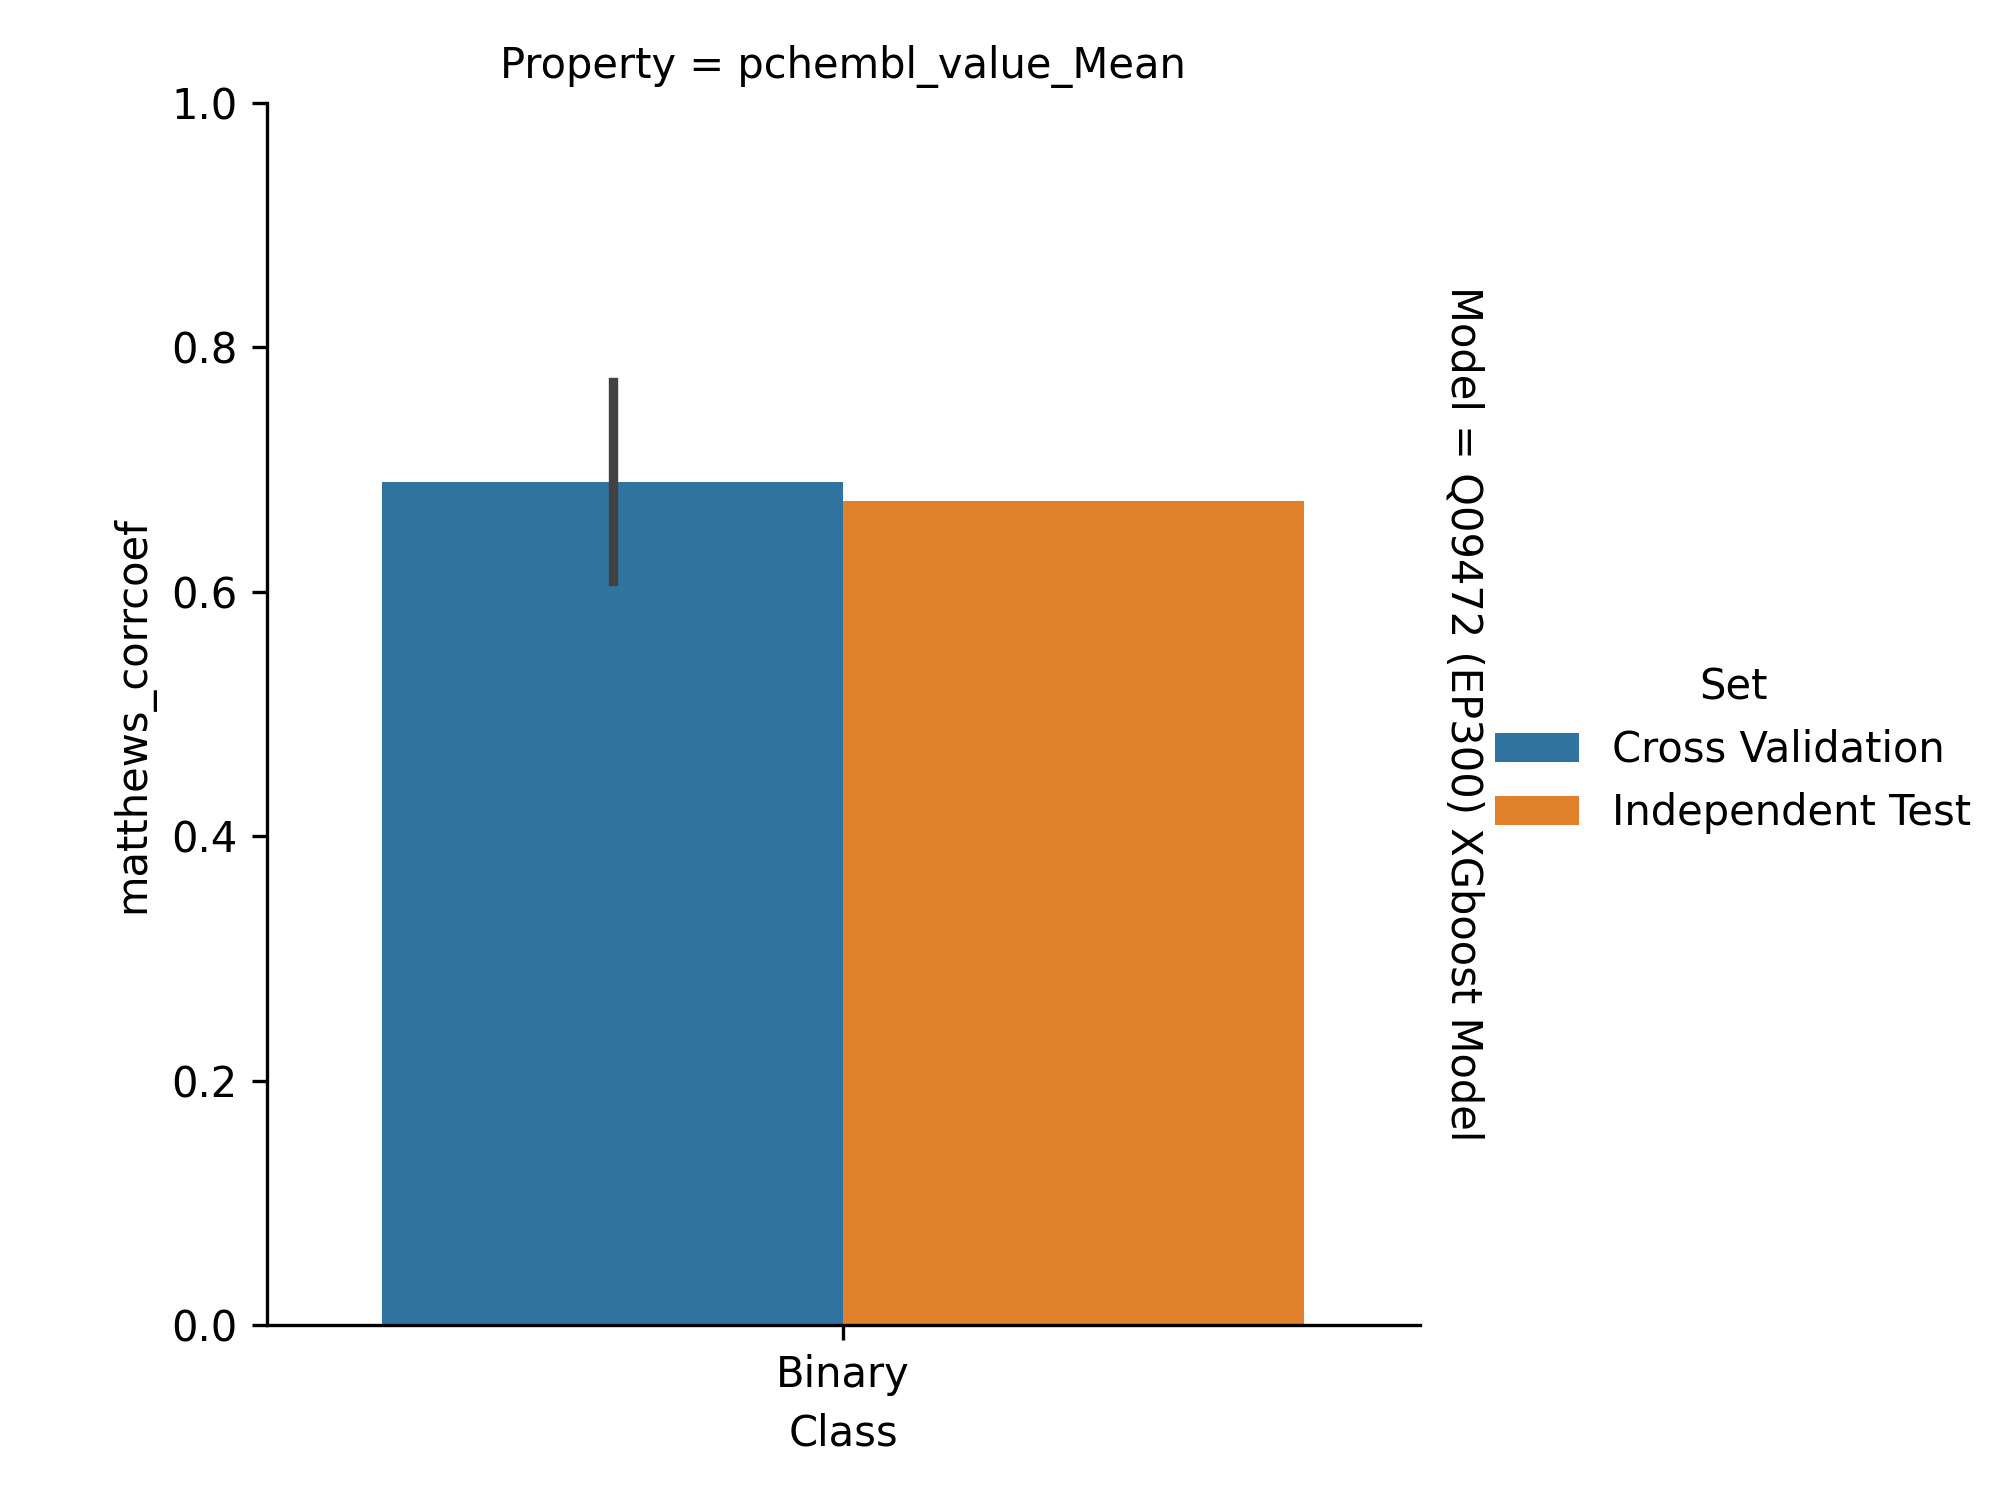 Property = pchembl_value_Mean
1.0
0.8
0.6
0.4
0.2
0.0
matthews_corrcoef
Binary
Class
Model = Q09472 (EP300) XGboost Model
Set
Cross Validation
Independent Test